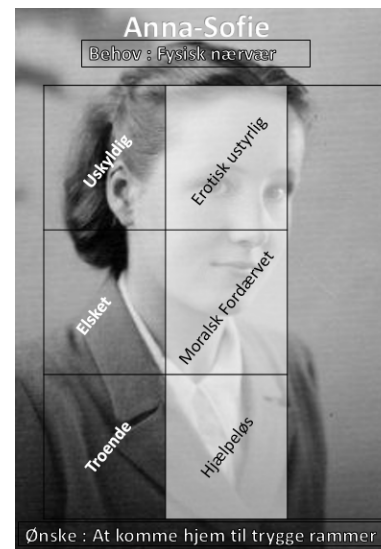 Anna-Sofie
Behov : Fysisk nærvær
Uskyldig
Erotisk ustyrlig
Elsket
Moralsk Fordærvet
Troende
Hjælpeløs
Ønske : At komme hjem til trygge rammer